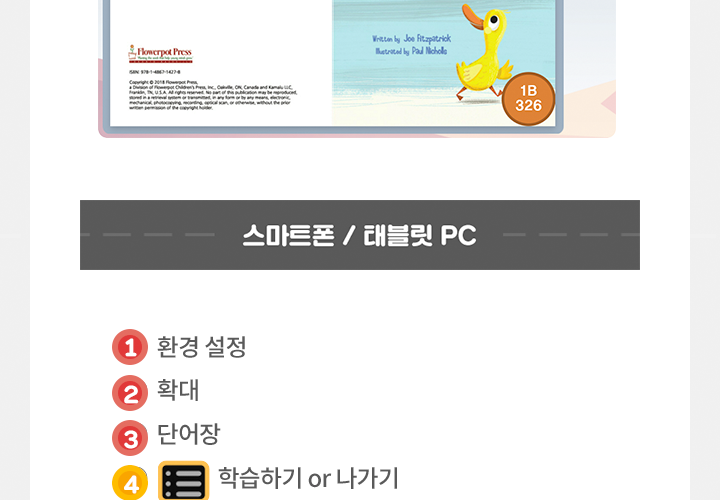 Written by Joe Fitzpatrick
Illustrated by Paul Nicholls
Flowerpot Press
ISBN: 978-1-4867-1427-8
Copyright © 2018 Flowerpot Press,
a Division of Flowerpot Children's Press, Inc., Oakville, ON, Canada and Kamalu LLC,
Franklin, TN, U.S.A. All rights reserved. No part of this publication may be reproduced,
stored in a retrieval system or transmitted, in any form or by any means, electronic,
mechanical, photocopying, recording, optical scan, or otherwise, without the prior
written permission of the copyright holder.
1B
326
스마트폰 / 태블릿 PC
1 환경 설정
2 확대
3 단어장
4 학습하기 or 나가기